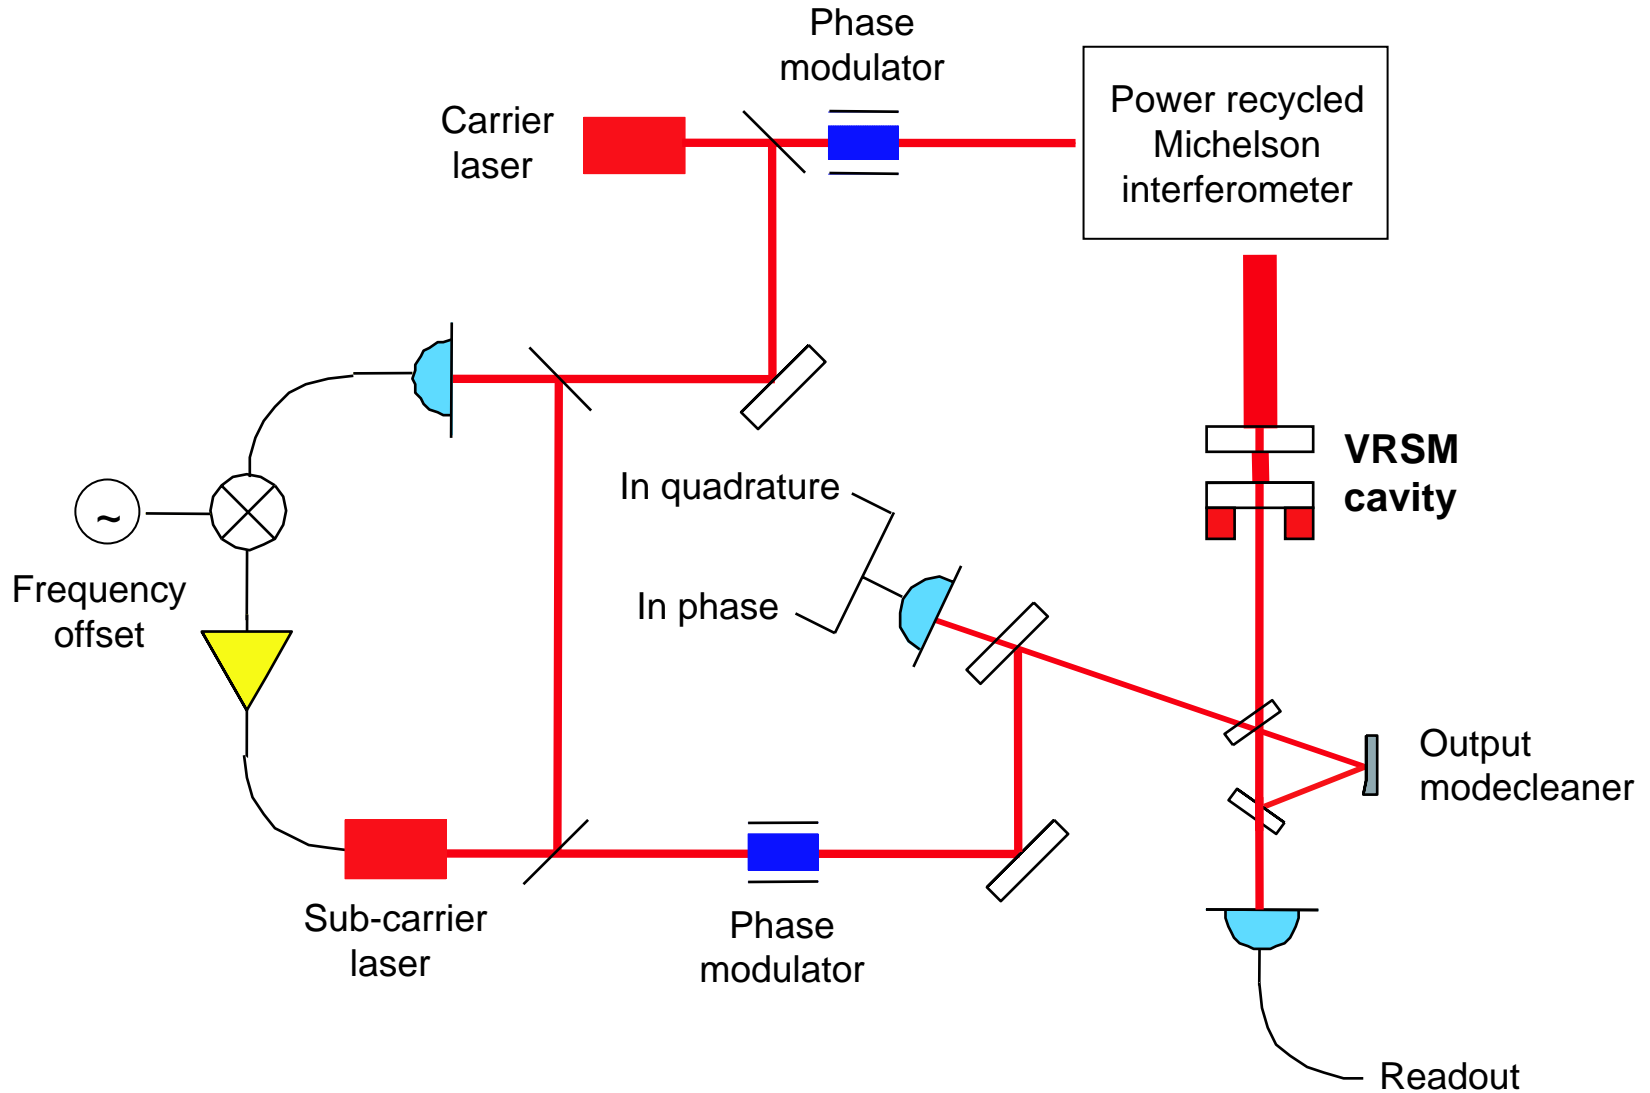 Phase
modulator
Carrier
laser
Power recycled
Michelson
interferometer
VRSM
cavity
In quadrature
In phase
~
Frequency
offset
Output
modecleaner
Sub-carrier
laser
Phase
modulator
Readout